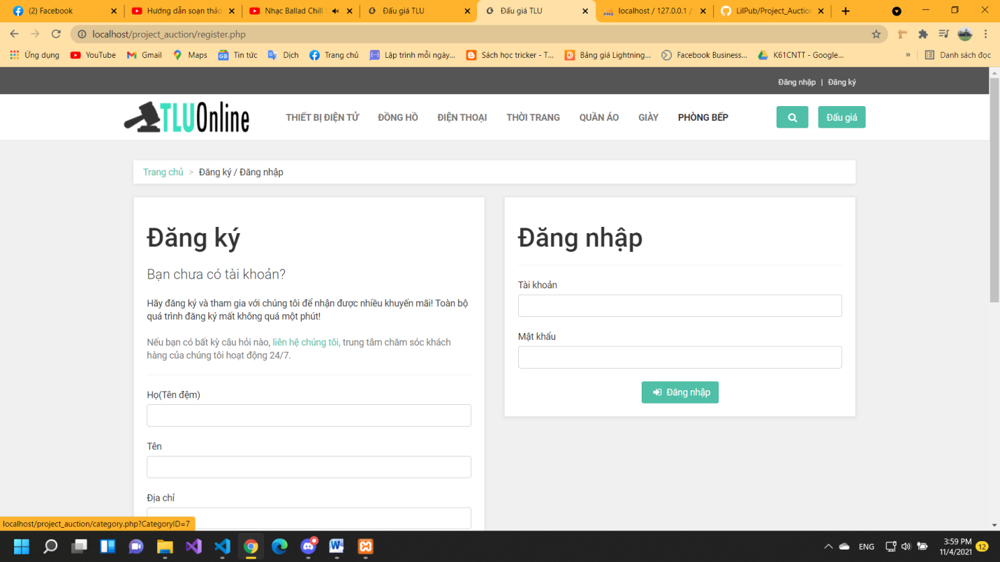 (2) Facebook
Hướng dẫn soạn thảo
Nhạc Ballad Chill
Đấu giá TLU
Đấu giá TLU
localhost / 127.0.0.1 /
LilPub/Project_Auction
localhost/project_auction/register.php
Ứng dụng
YouTube
Gmail
Maps
Tin tức
Dịch
Trang chủ
Lập trình mỗi ngày...
Sách học tricker - T...
Bảng giá Lightning...
Facebook Business...
K61CNTT - Google...
»
Danh sách đọc
Đăng nhập | Đăng ký
TLUOnline
THIẾT BỊ ĐIỆN TỬ
ĐỒNG HỒ
ĐIỆN THOẠI
THỜI TRANG
QUẦN ÁO
GIÀY
PHÒNG BẾP
Đấu giá
Trang chủ > Đăng ký / Đăng nhập
Đăng ký
Bạn chưa có tài khoản?
Hãy đăng ký và tham gia với chúng tôi để nhận được nhiều khuyến mãi! Toàn bộ
quá trình đăng ký mất không quá một phút!
Nếu bạn có bất kỳ câu hỏi nào, liên hệ chúng tôi, trung tâm chăm sóc khách
hàng của chúng tôi hoạt động 24/7.
Họ(Tên đệm)
Tên
Địa chỉ
Đăng nhập
Tài khoản
Mật khẩu
Đăng nhập
localhost/project_auction/category.php?CategoryID=7
ENG
3:59 PM
11/4/2021
12